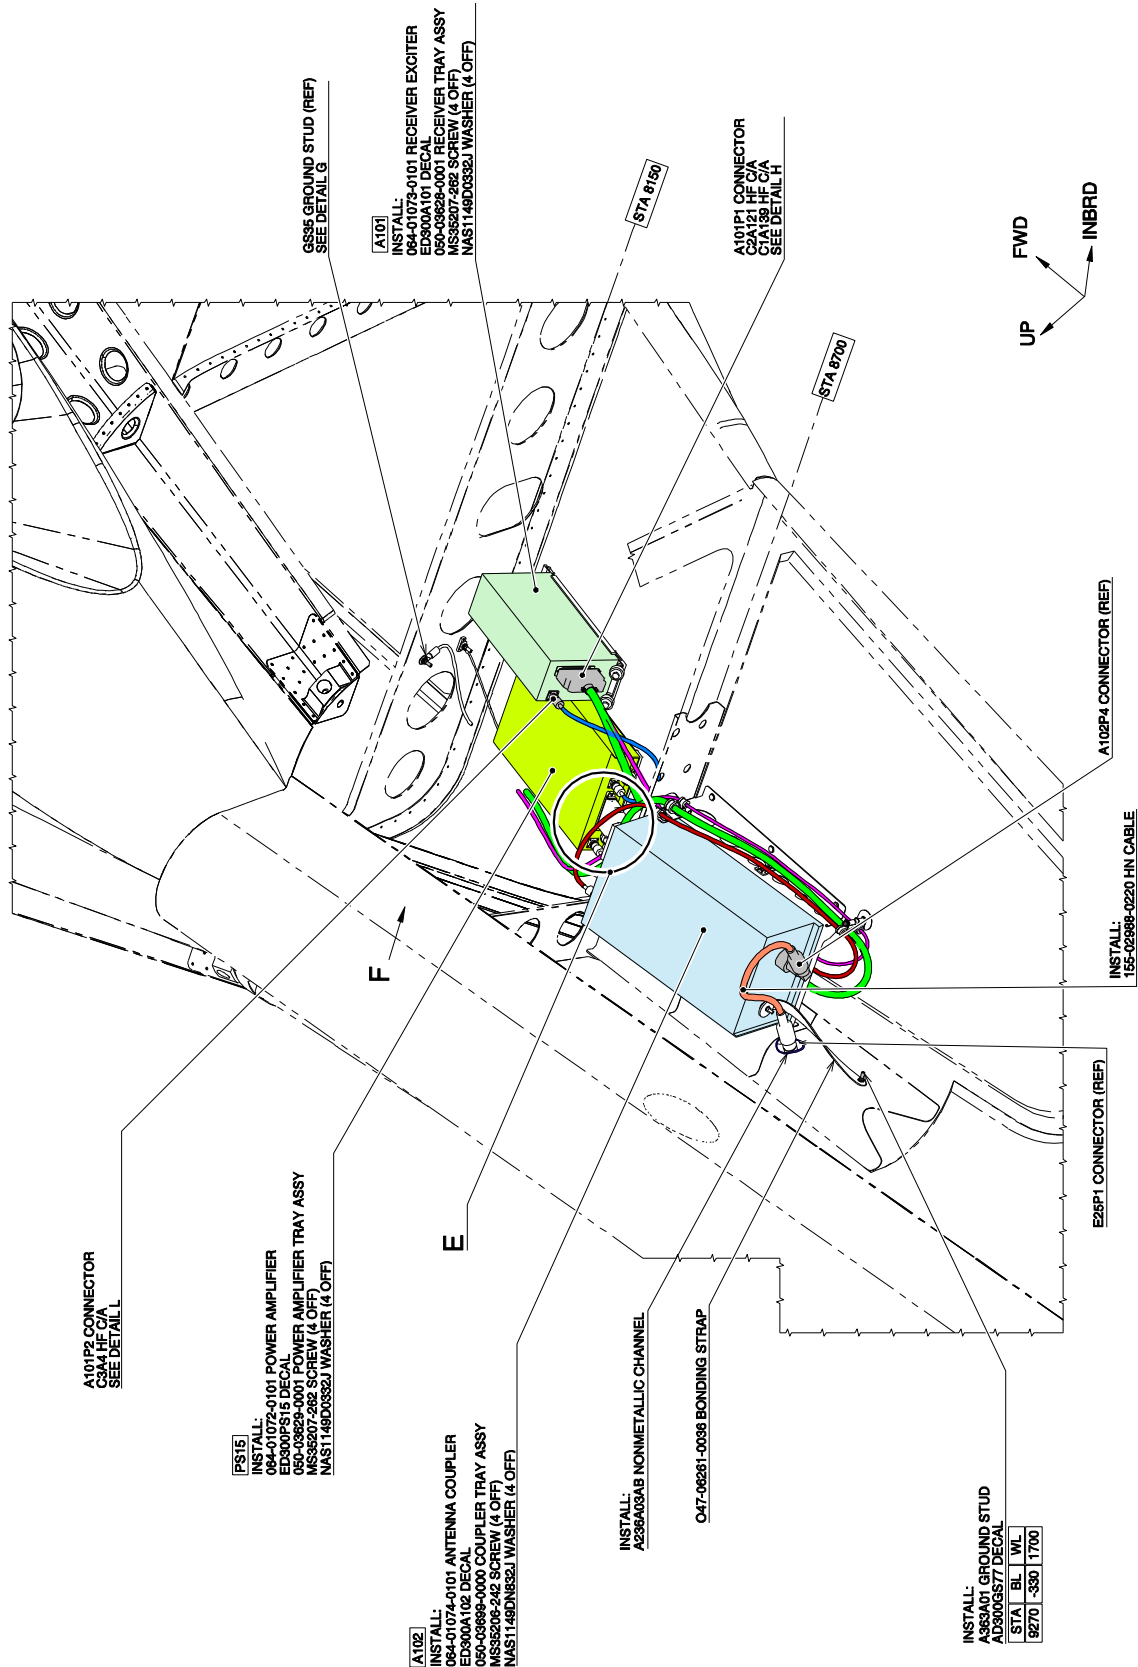 GS35 GROUND STUD (REF)
SEE DETAIL G
A101
INSTALL:
064-01073-0101 RECEIVER EXCITER
ED300A101 DECAL
050-03628-0001 RECEIVER TRAY ASSY
MS35207-262 SCREW (4 OFF)
NAS1149D0332J WASHER (4 OFF)
STA 8150
A101P1 CONNECTOR
C2A121 HF C/A
C1A139 HF C/A
SEE DETAIL H
STA 8700
UP
FWD
INBRD
A102P4 CONNECTOR (REF)
INSTALL:
155-02988-0220 HN CABLE
E25P1 CONNECTOR (REF)
F
E
A101P2 CONNECTOR
C3A4 HF C/A
SEE DETAIL L
PS15
INSTALL:
064-01072-0101 POWER AMPLIFIER
ED300PS15 DECAL
050-03629-0001 POWER AMPLIFIER TRAY ASSY
MS35207-262 SCREW (4 OFF)
NAS1149D0332J WASHER (4 OFF)
A102
INSTALL:
064-01074-0101 ANTENNA COUPLER
ED300A102 DECAL
050-03699-0000 COUPLER TRAY ASSY
MS35206-242 SCREW (4 OFF)
NAS1149DN832J WASHER (4 OFF)
INSTALL:
A236A03AB NONMETALLIC CHANNEL
O47-06261-0036 BONDING STRAP
INSTALL:
A363A01 GROUND STUD
AD300GS77 DECAL
STA BL WL
9270 -330 1700